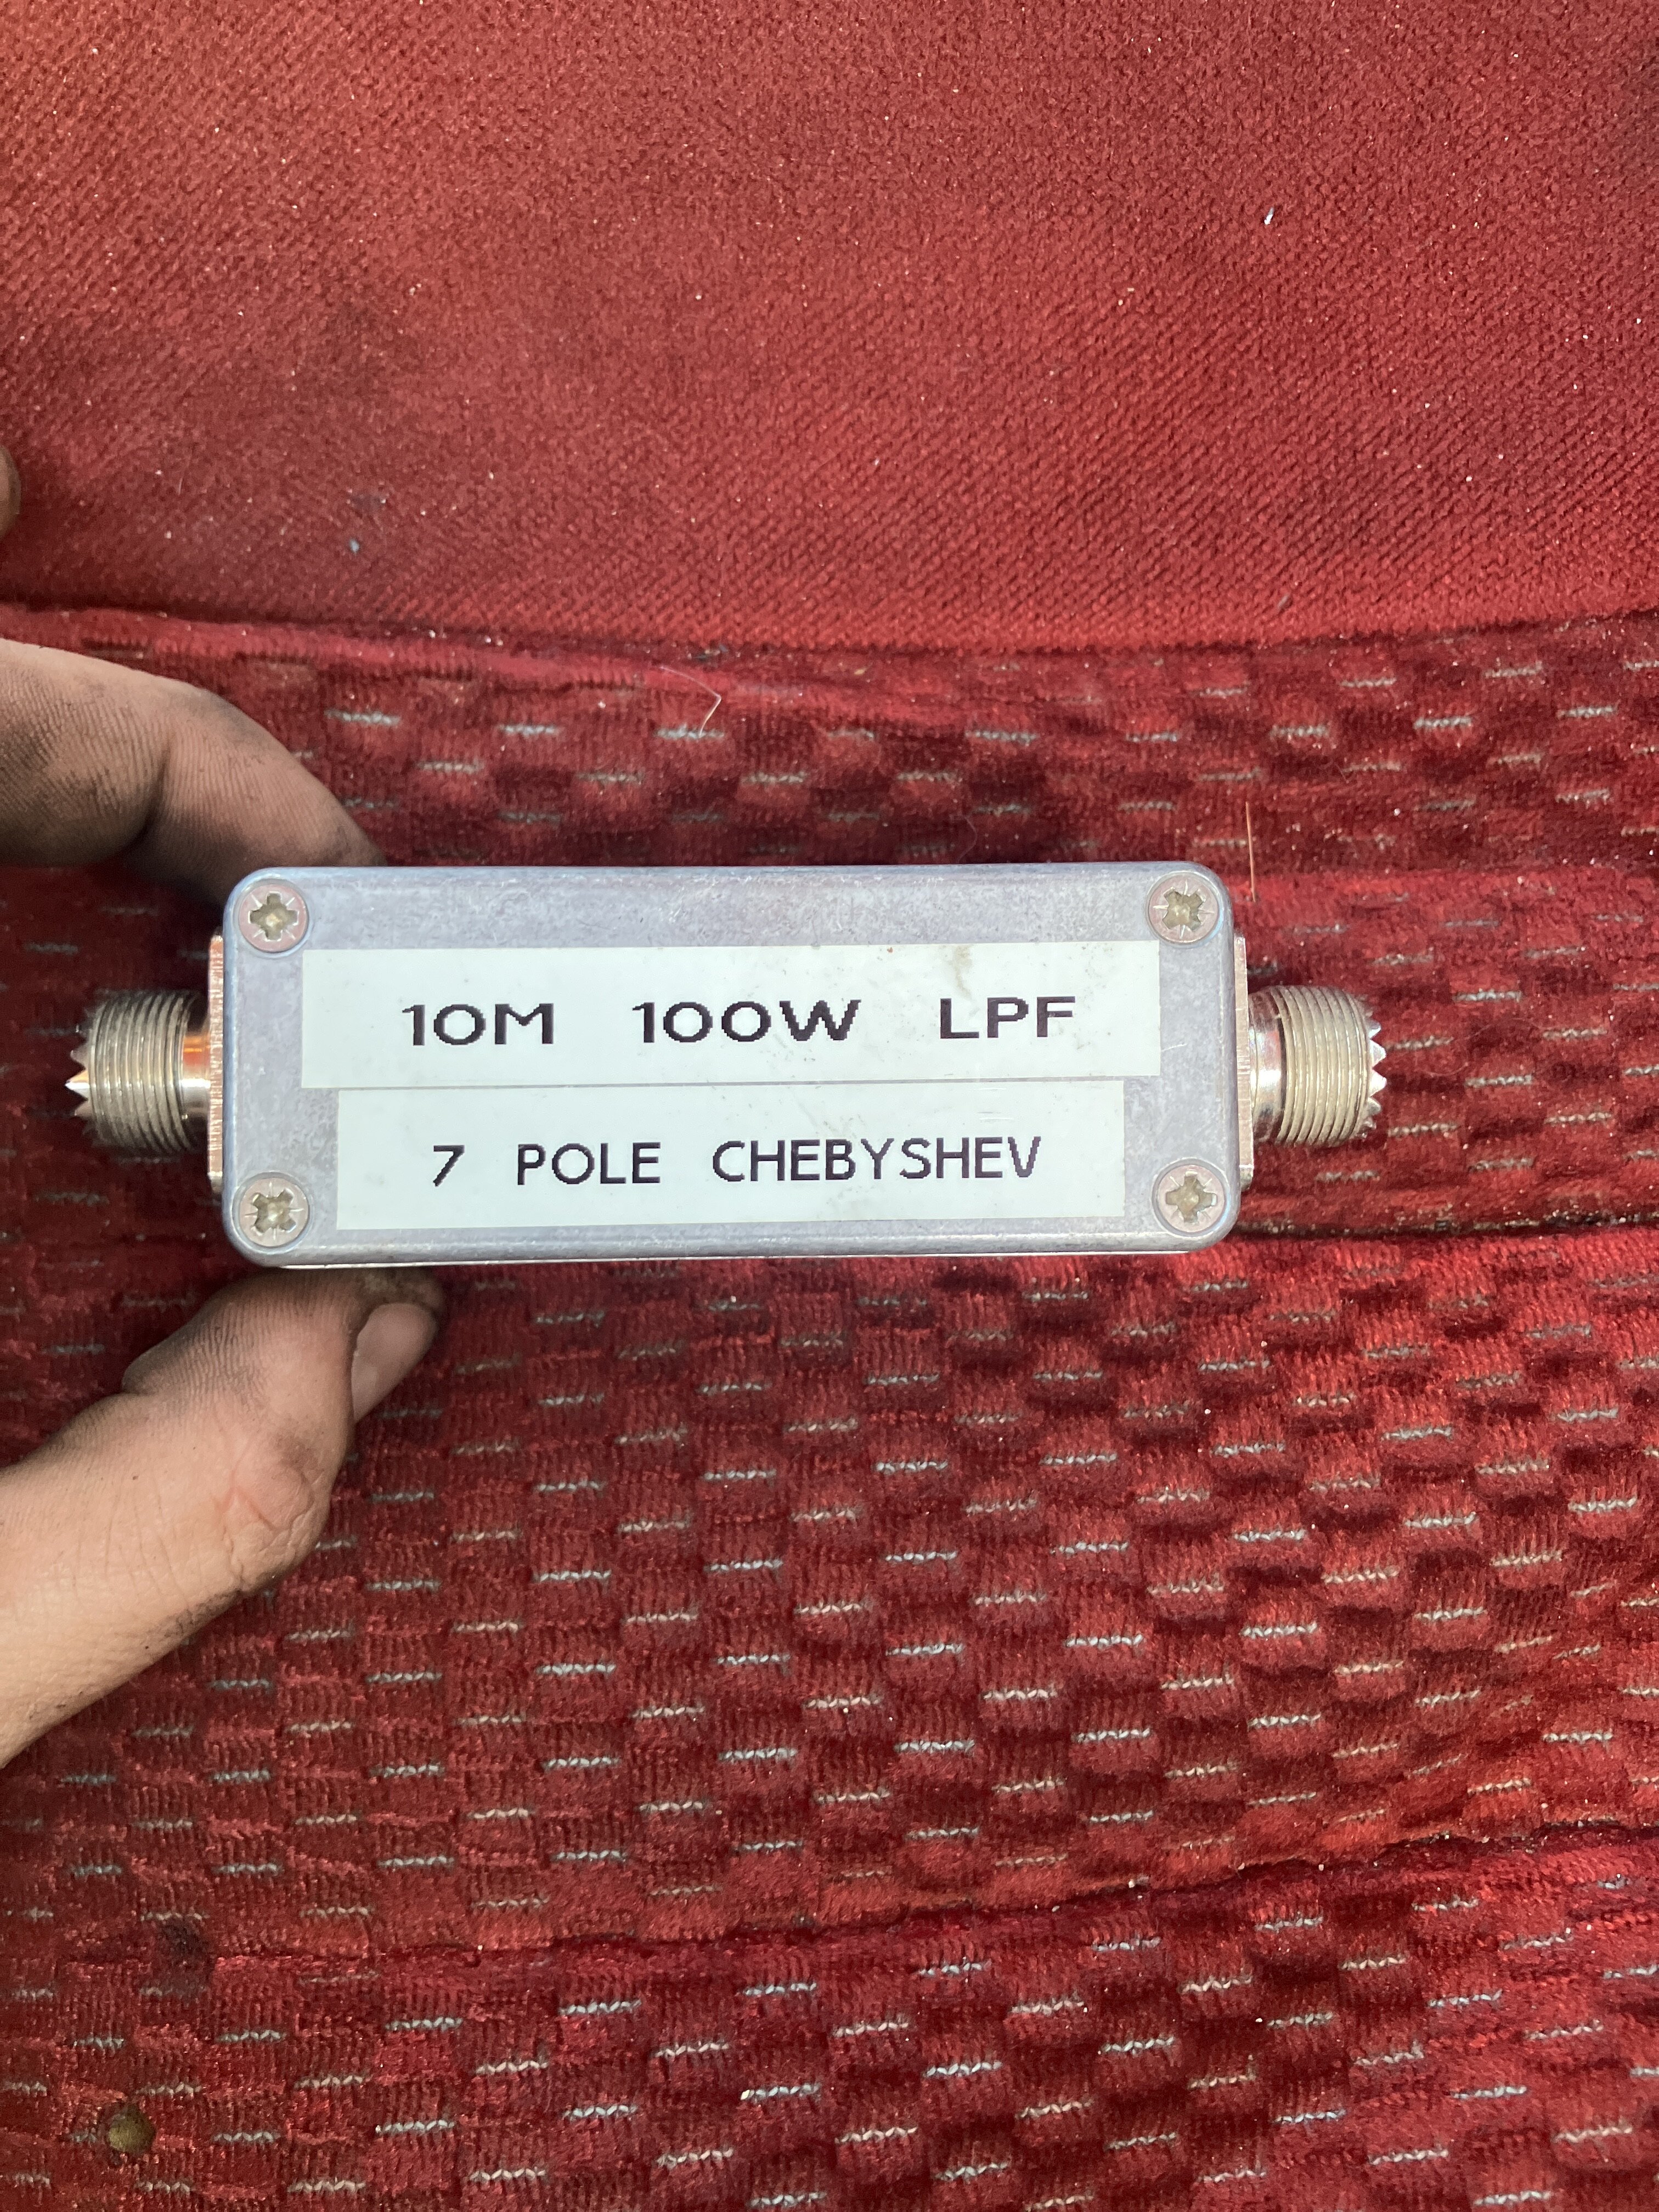 10M 100W LPF
7 POLE CHEBYSHEV